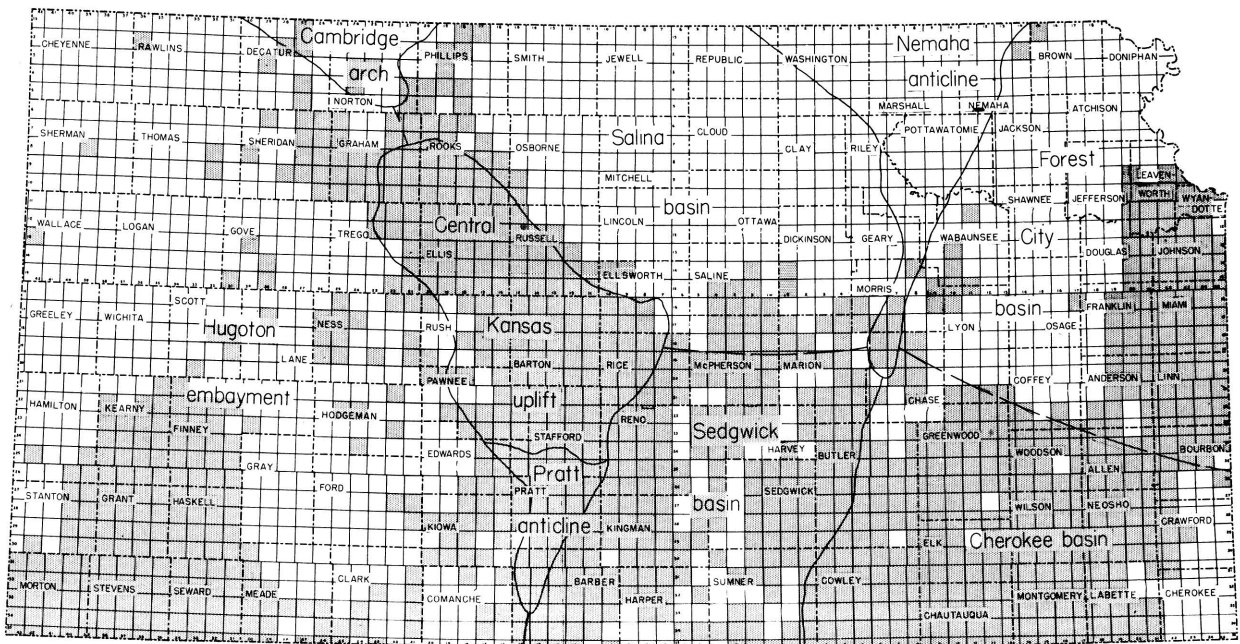 CHEYENNE
RAWLINS
DECATUR
Cambridge
arch
NORTON
PHILLIPS
SMITH
JEWELL
REPUBLIC
WASHINGTON
Nemaha
anticline
MARSHALL
NEMAHA
BROWN
DONIPHAN
ATCHISON
SHERMAN
THOMAS
SHERIDAN
GRAHAM
ROOKS
OSBORNE
Salina
CLOUD
MITCHELL
CLAY
RILEY
POTTAWATOMIE
JACKSON
Forest
LEAVEN-
WORTH
WYAN-
DOTTE
WALLACE
LOGAN
GOVE
TREGO
Central
ELLIS
RUSSELL
LINCOLN
basin
OTTAWA
DICKINSON
GEARY
WABAUNSEE
SHAWNEE
JEFFERSON
City
DOUGLAS
JOHNSON
ELLSWORTH
SALINE
MORRIS
GREELEY
WICHITA
SCOTT
Hugoton
LANE
NESS
RUSH
Kansas
BARTON
RICE
McPHERSON
MARION
LYON
basin
OSAGE
FRANKLIN
MIAMI
COFFEY
ANDERSON
LINN
HAMILTON
KEARNY
embayment
FINNEY
HODGEMAN
PAWNEE
uplift
STAFFORD
RENO
Sedgwick
HARVEY
BUTLER
CHASE
GREENWOOD
WOODSON
ALLEN
BOURBON
GRAY
EDWARDS
Pratt
STANTON
GRANT
HASKELL
FORD
KIOWA
PRATT
anticline
KINGMAN
SEDGWICK
basin
WILSON
NEOSHO
CRAWFORD
ELK
Cherokee basin
MORTON
STEVENS
SEWARD
MEADE
CLARK
COMANCHE
BARBER
HARPER
SUMNER
COWLEY
CHAUTAUQUA
MONTGOMERY
LABETTE
CHEROKEE